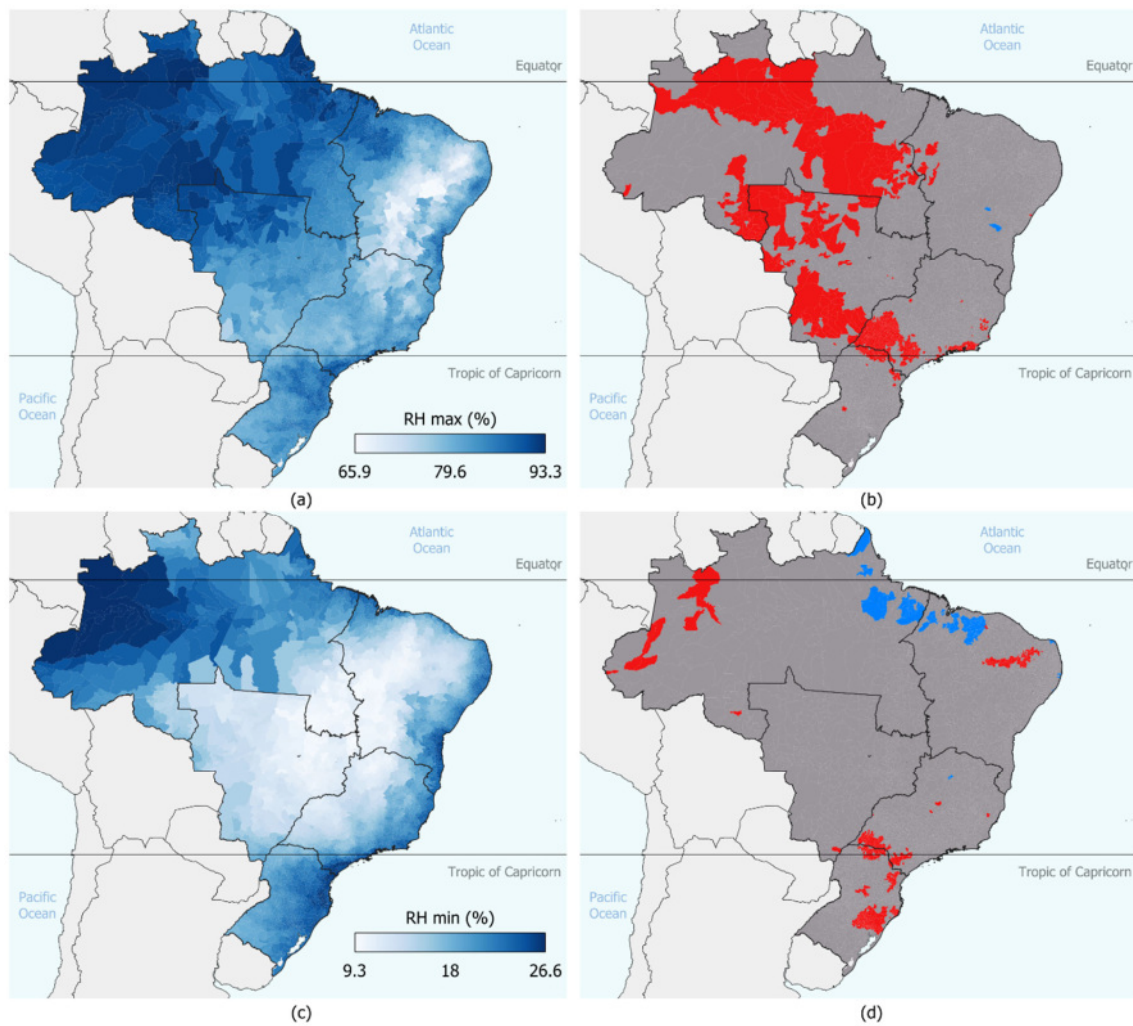 Atlantic
Ocean
Equator
Tropic of Capricorn
Pacific
Ocean
RH max (%)
65.9 79.6 93.3
(a)
Atlantic
Ocean
Equator
Tropic of Capricorn
Pacific
Ocean
(b)
Atlantic
Ocean
Equator
Tropic of Capricorn
Pacific
Ocean
RH min (%)
9.3 18 26.6
(c)
Atlantic
Ocean
Equator
Tropic of Capricorn
Pacific
Ocean
(d)